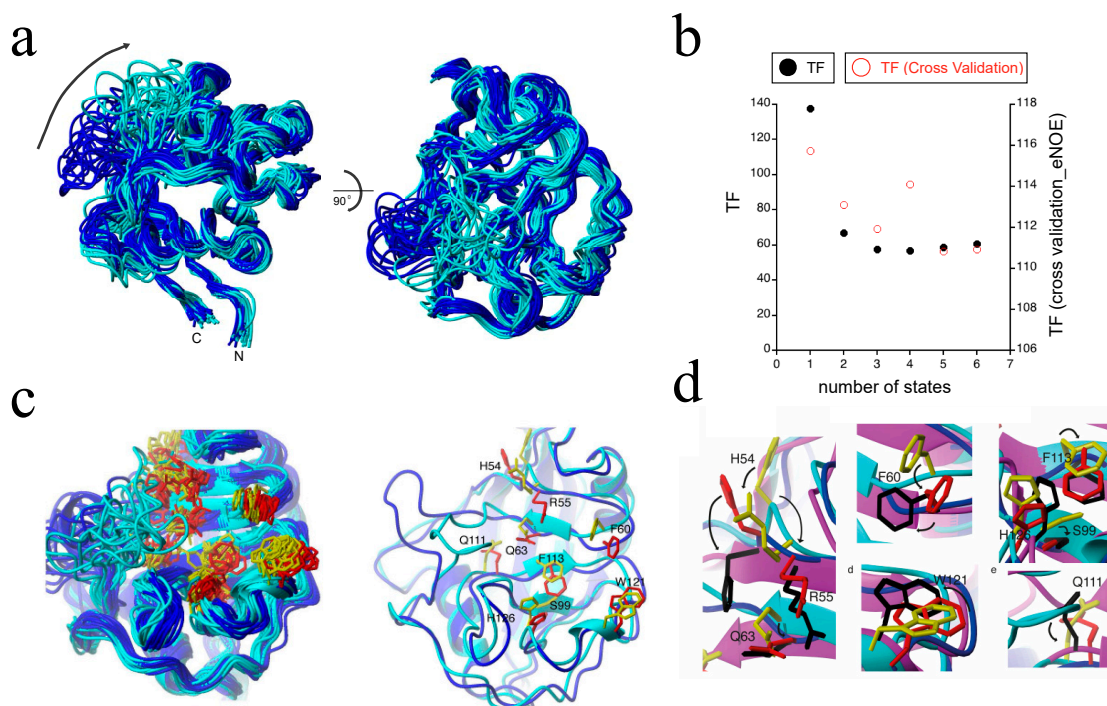 a
90°
C
N
b
TF
TF (Cross Validation)
140
120
100
80
60
40
20
0
TF
118
116
114
112
110
108
106
TF (cross validation_eNOE)
0 1 2 3 4 5 6 7
number of states
c
H54
R55
Q111
Q63
F60
F113
W121
S99
H126
d
H54
R55
Q63
F60
F113
H126
S99
d
W121
e
Q111